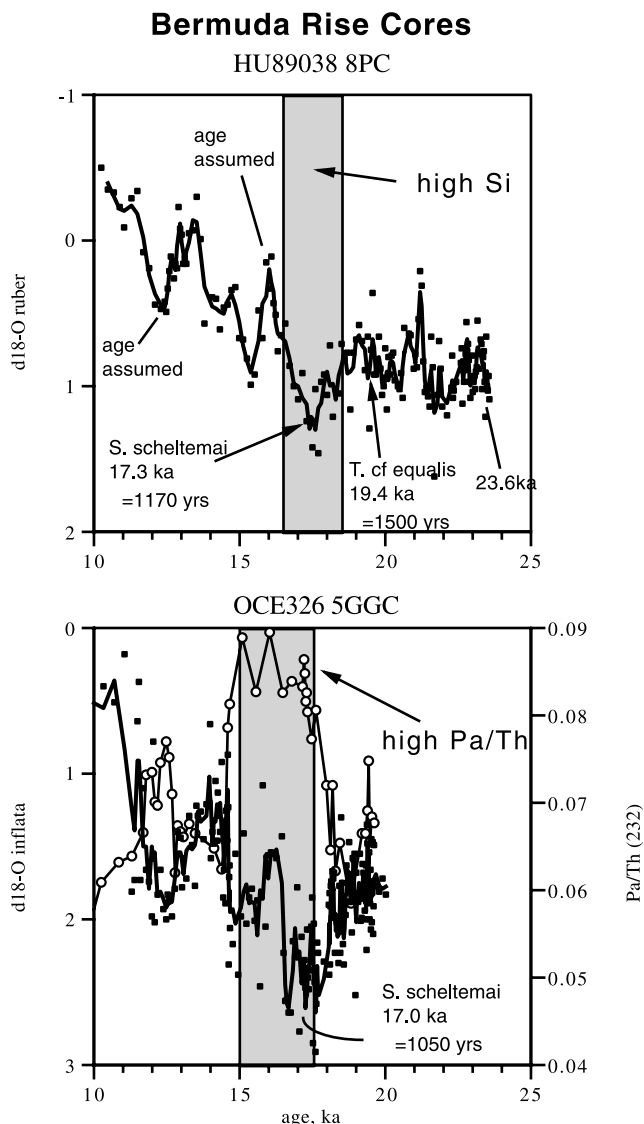 Bermuda Rise Cores
HU89038 8PC
-1
0
1
2
d18-O ruber
age
assumed
age
assumed
high Si
S. scheltemai
17.3 ka
=1170 yrs
T. cf equalis
19.4 ka
=1500 yrs
23.6ka
10 15 20 25
OCE326 5GGC
0
1
2
3
d18-O inflata
0.09
0.08
0.07
0.06
0.05
0.04
Pa/Th (232)
high Pa/Th
S. scheltemai
17.0 ka
=1050 yrs
10 15 20 25
age, ka